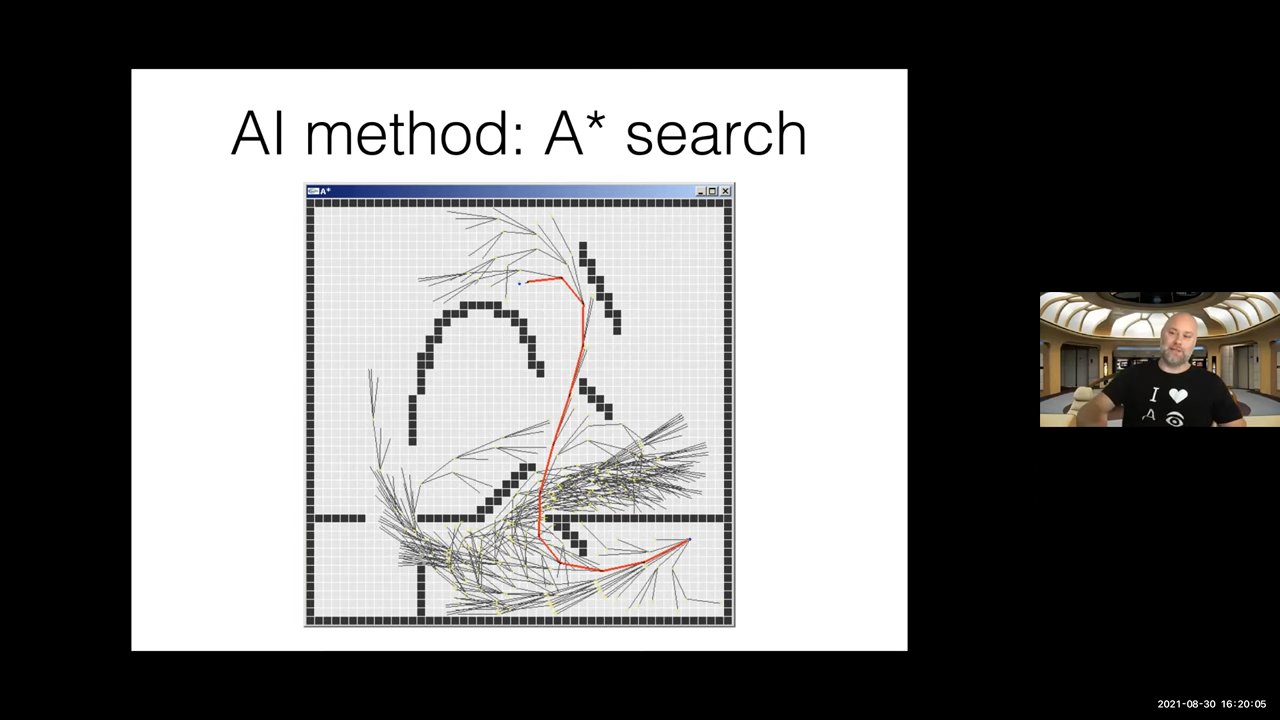 AI method: A* search
A*
I ♥
A
2021-08-30 16:20:05